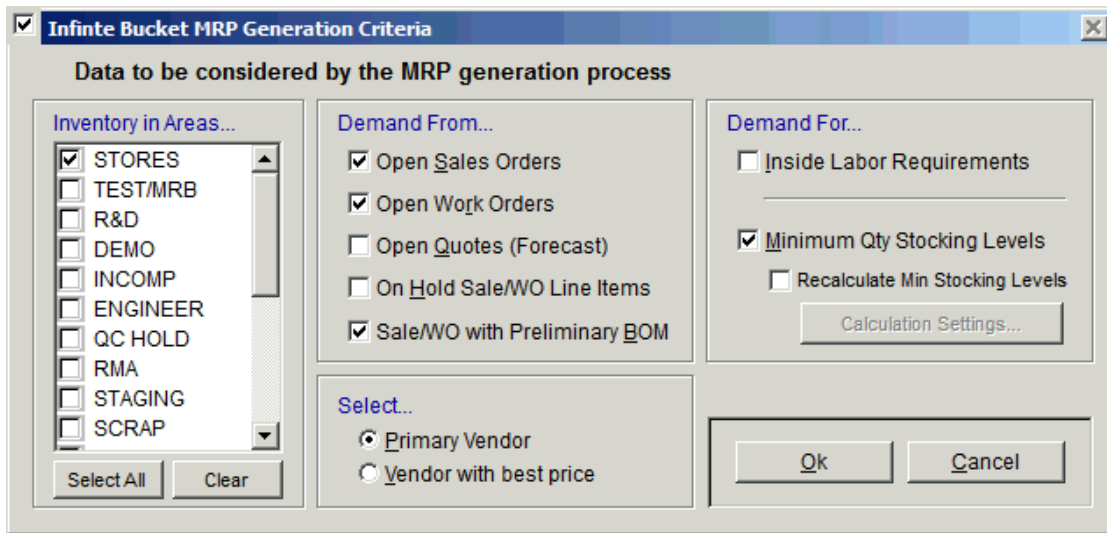 Infinte Bucket MRP Generation Criteria
Data to be considered by the MRP generation process
Inventory in Areas...
STORES
TEST/MRB
R&D
DEMO
INCOMP
ENGINEER
QC HOLD
RMA
STAGING
SCRAP
Select All
Clear
Demand From...
Open Sales Orders
Open Work Orders
Open Quotes (Forecast)
On Hold Sale/WO Line Items
Sale/WO with Preliminary BOM
Select...
Primary Vendor
Vendor with best price
Demand For...
Inside Labor Requirements
Minimum Qty Stocking Levels
Recalculate Min Stocking Levels
Calculation Settings...
Ok
Cancel